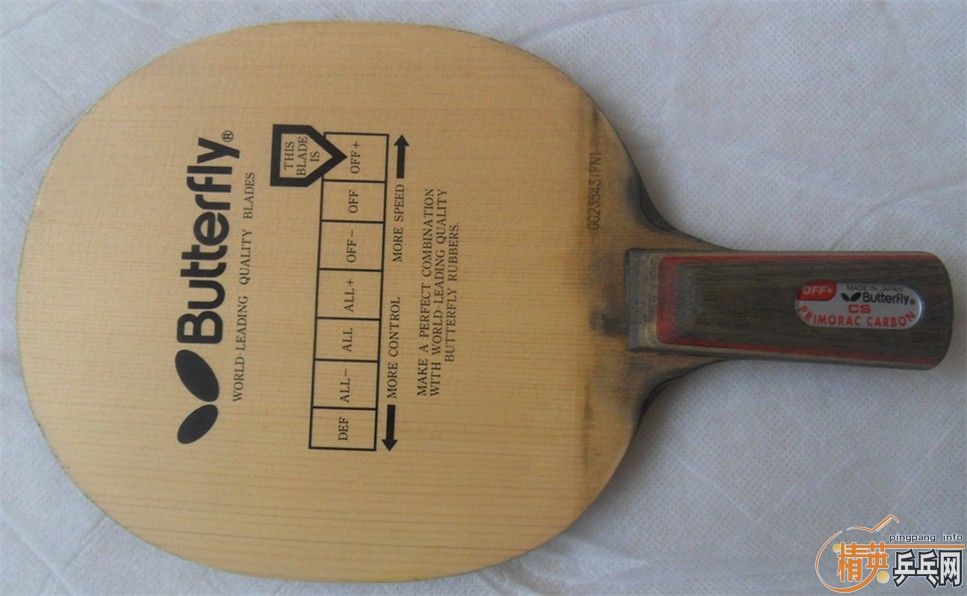 Butterfly®
WORLD-LEADING QUALITY BLADES
THIS
BLADE
IS
DEF ALL− ALL ALL+ OFF− OFF OFF+
MORE CONTROL MORE SPEED
MAKE A PERFECT COMBINATION
WITH WORLD-LEADING QUALITY
BUTTERFLY RUBBERS.
OFF+
MADE IN JAPAN
Butterfly®
CS
PRIMORAC CARBON
pingpang.info
精英乒乓网